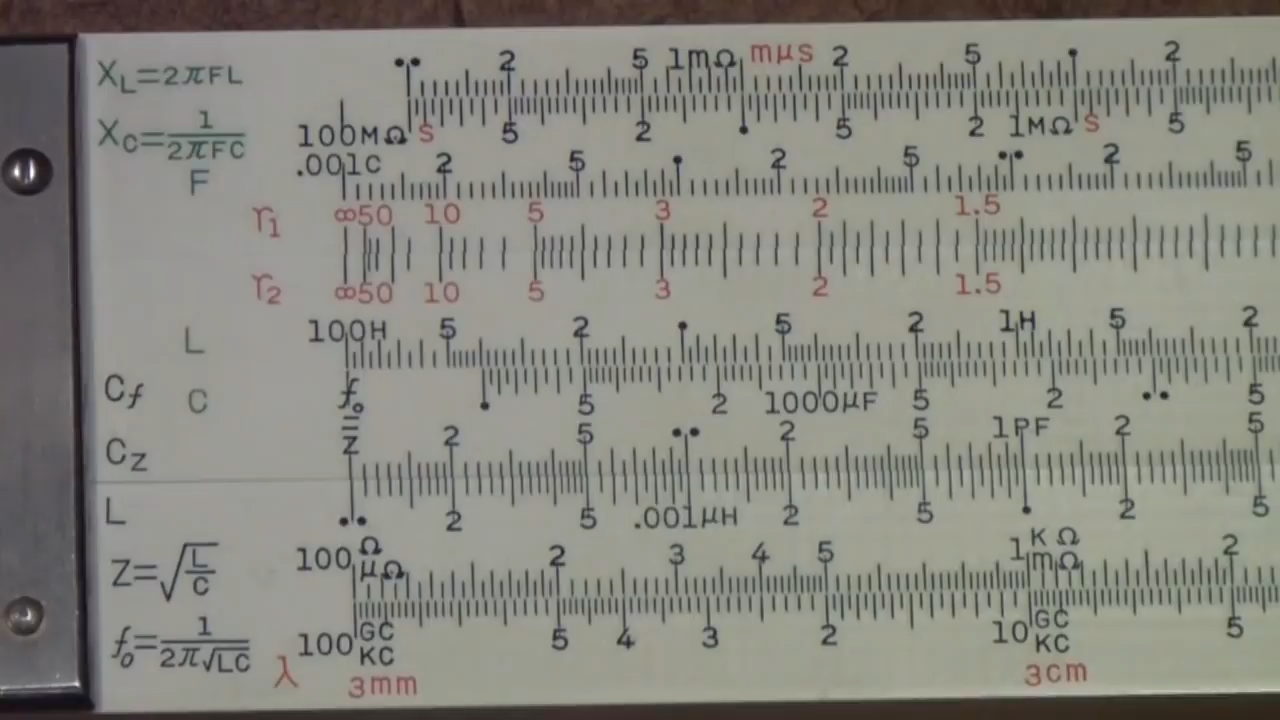 X_L=2πFL 2 5 1mΩ mμs 2 5 2
X_C=1/2πFC 100MΩ s 5 2 5 2 1MΩ s 5
F .001C 2 5 2 5 2 5
r1 ∞50 10 5 3 2 1.5
r2 ∞50 10 5 3 2 1.5
L 100H 5 2 5 2 1H 5 2
Cf C f₀ 5 2 1000μF 5 2 5
= 
Cz Z 2 5 2 5 1PF 2 5
L 2 5 .001μH 2 5 2 5
Z=√L/C 100 Ω μΩ 2 3 4 5 1 KΩ mΩ 2
f₀=1/2π√LC 100 GC KC 5 4 3 2 10 GC KC 5
λ 3mm 3cm